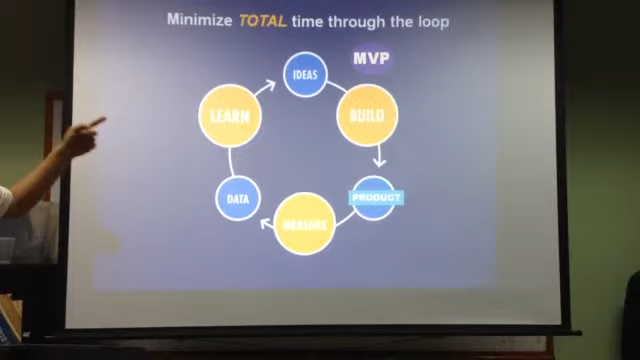 Minimize TOTAL time through the loop
MVP
IDEAS
BUILD
PRODUCT
MEASURE
DATA
LEARN